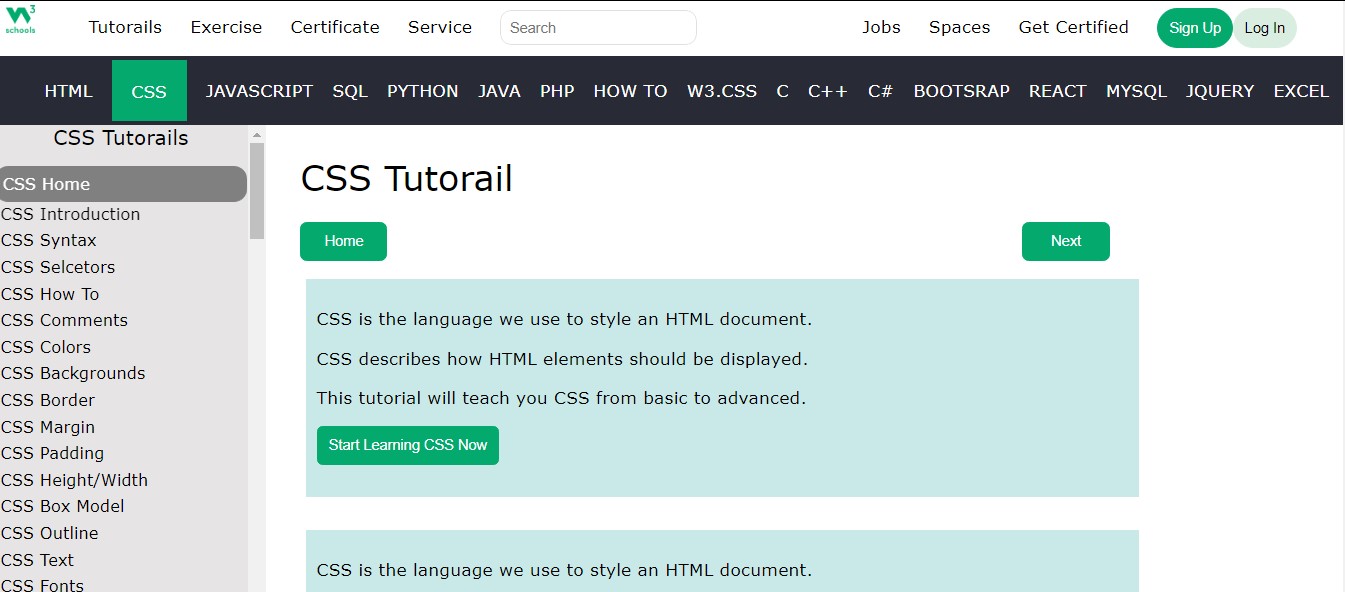 W3 schools Tutorails Exercise Certificate Service Search Jobs Spaces Get Certified Sign Up Log In
HTML CSS JAVASCRIPT SQL PYTHON JAVA PHP HOW TO W3.CSS C C++ C# BOOTSRAP REACT MYSQL JQUERY EXCEL
CSS Tutorails
CSS Home
CSS Introduction
CSS Syntax
CSS Selcetors
CSS How To
CSS Comments
CSS Colors
CSS Backgrounds
CSS Border
CSS Margin
CSS Padding
CSS Height/Width
CSS Box Model
CSS Outline
CSS Text
CSS Fonts
CSS Tutorail
Home Next
CSS is the language we use to style an HTML document.
CSS describes how HTML elements should be displayed.
This tutorial will teach you CSS from basic to advanced.
Start Learning CSS Now
CSS is the language we use to style an HTML document.